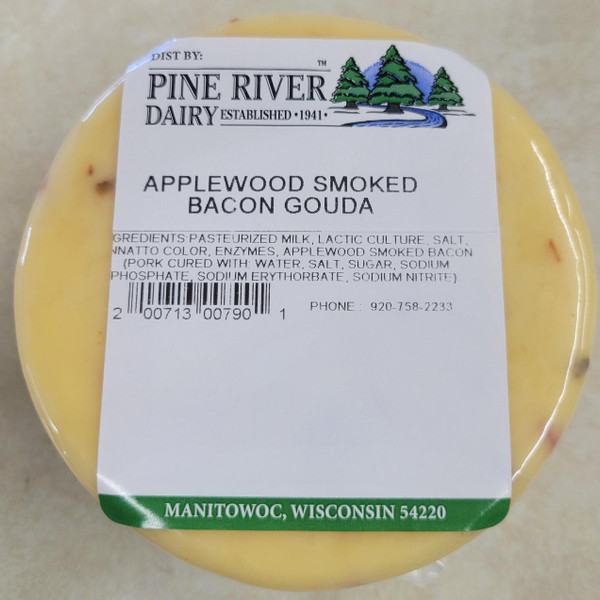 DIST BY:
PINE RIVER™
DAIRY ESTABLISHED •1941•
APPLEWOOD SMOKED
BACON GOUDA
GREDIENTS PASTEURIZED MILK, LACTIC CULTURE, SALT,
NNATTO COLOR, ENZYMES, APPLEWOOD SMOKED BACON
(PORK CURED WITH: WATER, SALT, SUGAR, SODIUM
PHOSPHATE, SODIUM ERYTHORBATE, SODIUM NITRITE)
2 00713 00790 1
PHONE : 920-758-2233
MANITOWOC, WISCONSIN 54220